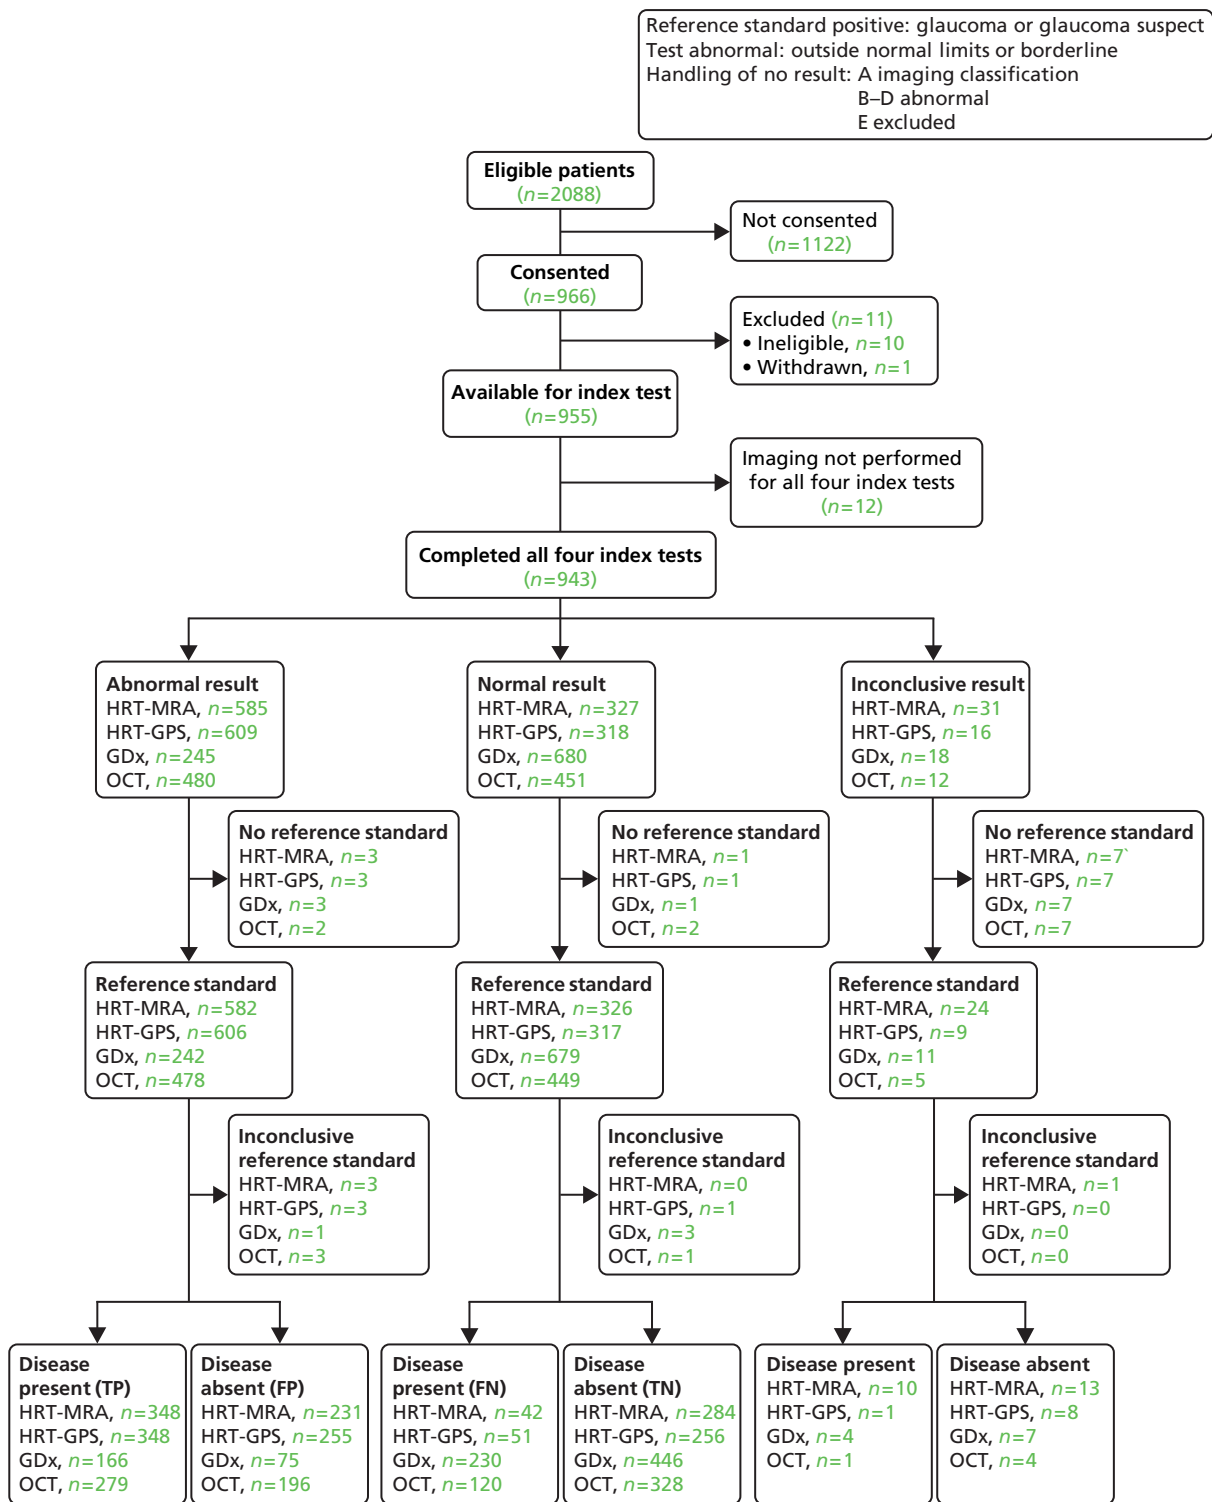 Reference standard positive: glaucoma or glaucoma suspect
Test abnormal: outside normal limits or borderline
Handling of no result: A imaging classification
B–D abnormal
E excluded
Eligible patients
(n=2088)
Not consented
(n=1122)
Consented
(n=966)
Excluded (n=11)
• Ineligible, n=10
• Withdrawn, n=1
Available for index test
(n=955)
Imaging not performed
for all four index tests
(n=12)
Completed all four index tests
(n=943)
Abnormal result
HRT-MRA, n=585
HRT-GPS, n=609
GDx, n=245
OCT, n=480
Normal result
HRT-MRA, n=327
HRT-GPS, n=318
GDx, n=680
OCT, n=451
Inconclusive result
HRT-MRA, n=31
HRT-GPS, n=16
GDx, n=18
OCT, n=12
No reference standard
HRT-MRA, n=3
HRT-GPS, n=3
GDx, n=3
OCT, n=2
No reference standard
HRT-MRA, n=1
HRT-GPS, n=1
GDx, n=1
OCT, n=2
No reference standard
HRT-MRA, n=7`
HRT-GPS, n=7
GDx, n=7
OCT, n=7
Reference standard
HRT-MRA, n=582
HRT-GPS, n=606
GDx, n=242
OCT, n=478
Reference standard
HRT-MRA, n=326
HRT-GPS, n=317
GDx, n=679
OCT, n=449
Reference standard
HRT-MRA, n=24
HRT-GPS, n=9
GDx, n=11
OCT, n=5
Inconclusive
reference standard
HRT-MRA, n=3
HRT-GPS, n=3
GDx, n=1
OCT, n=3
Inconclusive
reference standard
HRT-MRA, n=0
HRT-GPS, n=1
GDx, n=3
OCT, n=1
Inconclusive
reference standard
HRT-MRA, n=1
HRT-GPS, n=0
GDx, n=0
OCT, n=0
Disease
present (TP)
HRT-MRA, n=348
HRT-GPS, n=348
GDx, n=166
OCT, n=279
Disease
absent (FP)
HRT-MRA, n=231
HRT-GPS, n=255
GDx, n=75
OCT, n=196
Disease
present (FN)
HRT-MRA, n=42
HRT-GPS, n=51
GDx, n=230
OCT, n=120
Disease
absent (TN)
HRT-MRA, n=284
HRT-GPS, n=256
GDx, n=446
OCT, n=328
Disease present
HRT-MRA, n=10
HRT-GPS, n=1
GDx, n=4
OCT, n=1
Disease absent
HRT-MRA, n=13
HRT-GPS, n=8
GDx, n=7
OCT, n=4